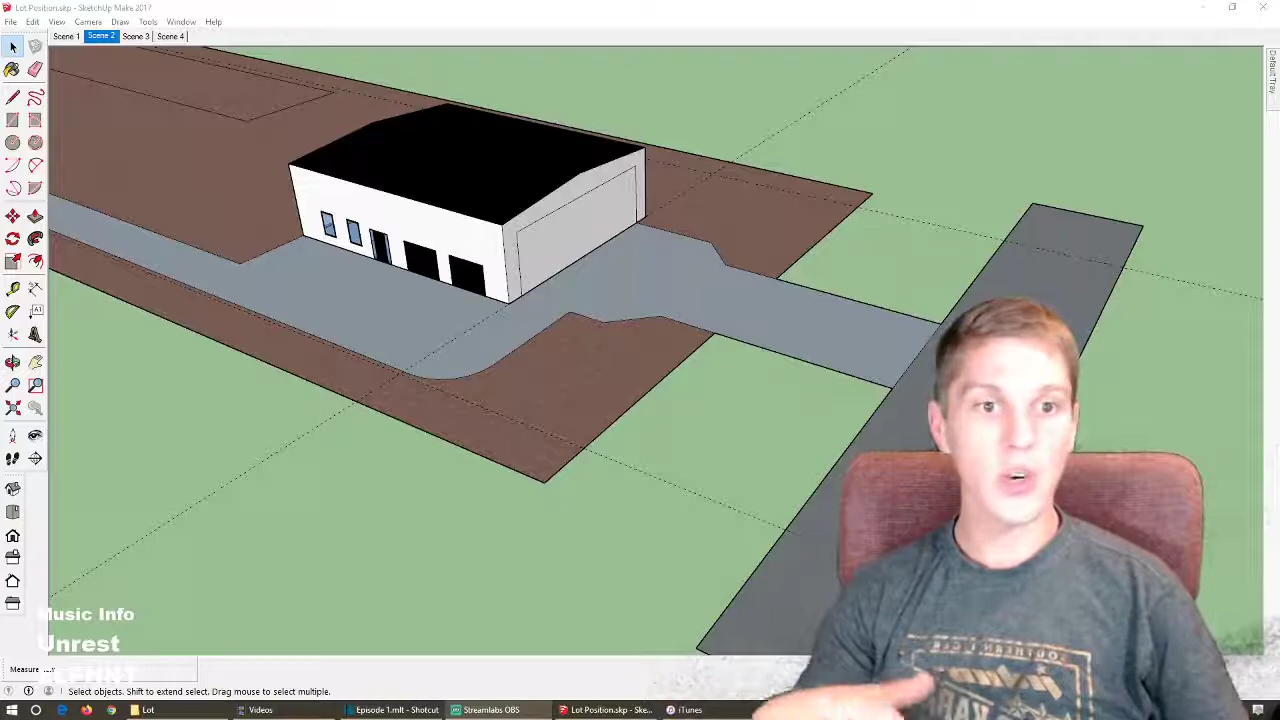 Lot Position.skp - SketchUp Make 2017
File Edit View Camera Draw Tools Window Help
Scene 1 Scene 2 Scene 3 Scene 4
Default Tray
A1
Music Info
Unrest
Measure
Select objects. Shift to extend select. Drag mouse to select multiple.
Lot Videos Episode 1.mlt - Shotcut Streamlabs OBS Lot Position.skp - Ske... iTunes